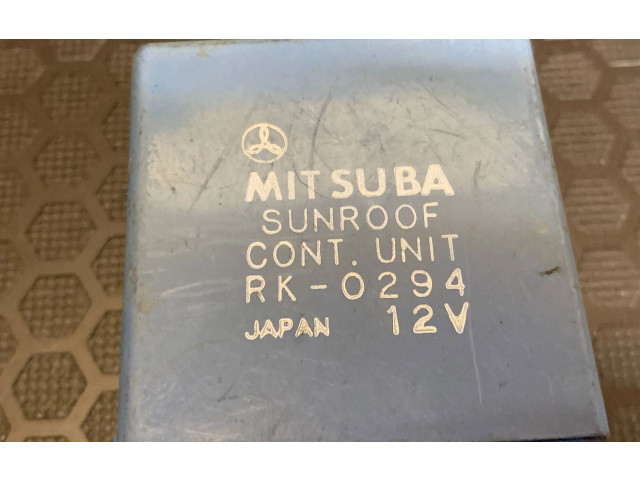 MITSUBA
SUNROOF
CONT. UNIT
RK-0294
JAPAN 12V